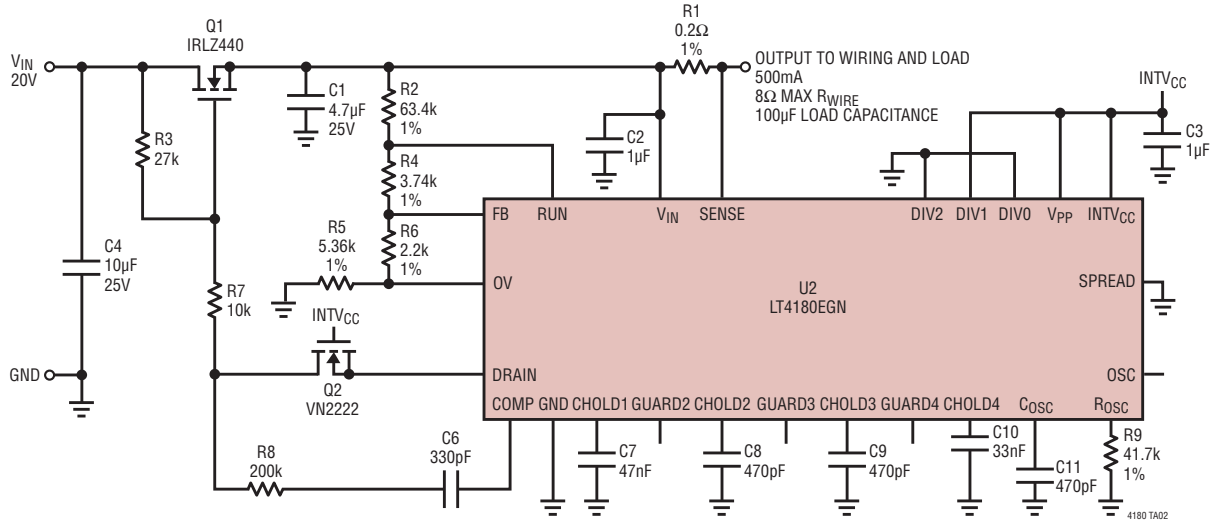 Q1
IRLZ440
VIN
20V
R1
0.2Ω
1%
OUTPUT TO WIRING AND LOAD
500mA
8Ω MAX RWIRE
100µF LOAD CAPACITANCE
INTVCC
C1
4.7µF
25V
R2
63.4k
1%
R3
27k
C2
1µF
C3
1µF
R4
3.74k
1%
FB
RUN
VIN
SENSE
DIV2
DIV1
DIV0
VPP
INTVCC
C4
10µF
25V
R5
5.36k
1%
R6
2.2k
1%
OV
SPREAD
U2
LT4180EGN
R7
10k
INTVCC
GND
DRAIN
OSC
Q2
VN2222
COMP
GND
CHOLD1
GUARD2
CHOLD2
GUARD3
CHOLD3
GUARD4
CHOLD4
COSC
ROSC
R8
200k
C6
330pF
C7
47nF
C8
470pF
C9
470pF
C10
33nF
C11
470pF
R9
41.7k
1%
4180 TA02